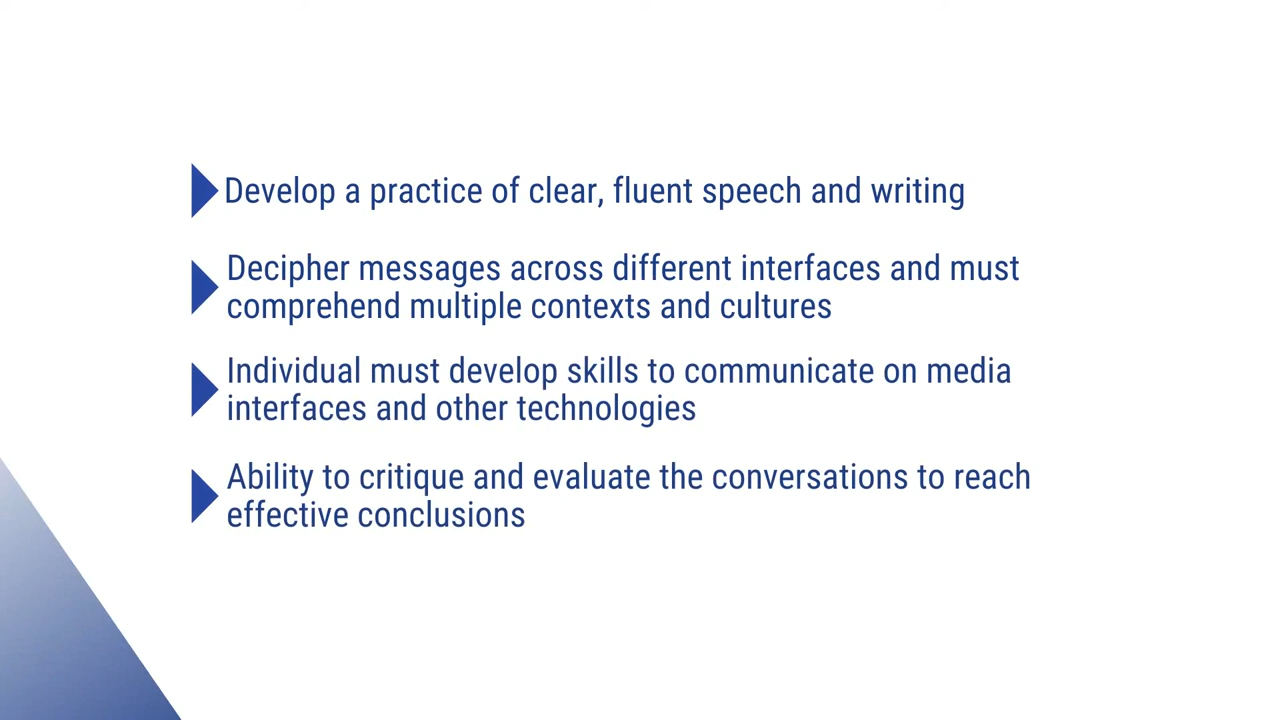 Develop a practice of clear, fluent speech and writing
Decipher messages across different interfaces and must
comprehend multiple contexts and cultures
Individual must develop skills to communicate on media
interfaces and other technologies
Ability to critique and evaluate the conversations to reach
effective conclusions